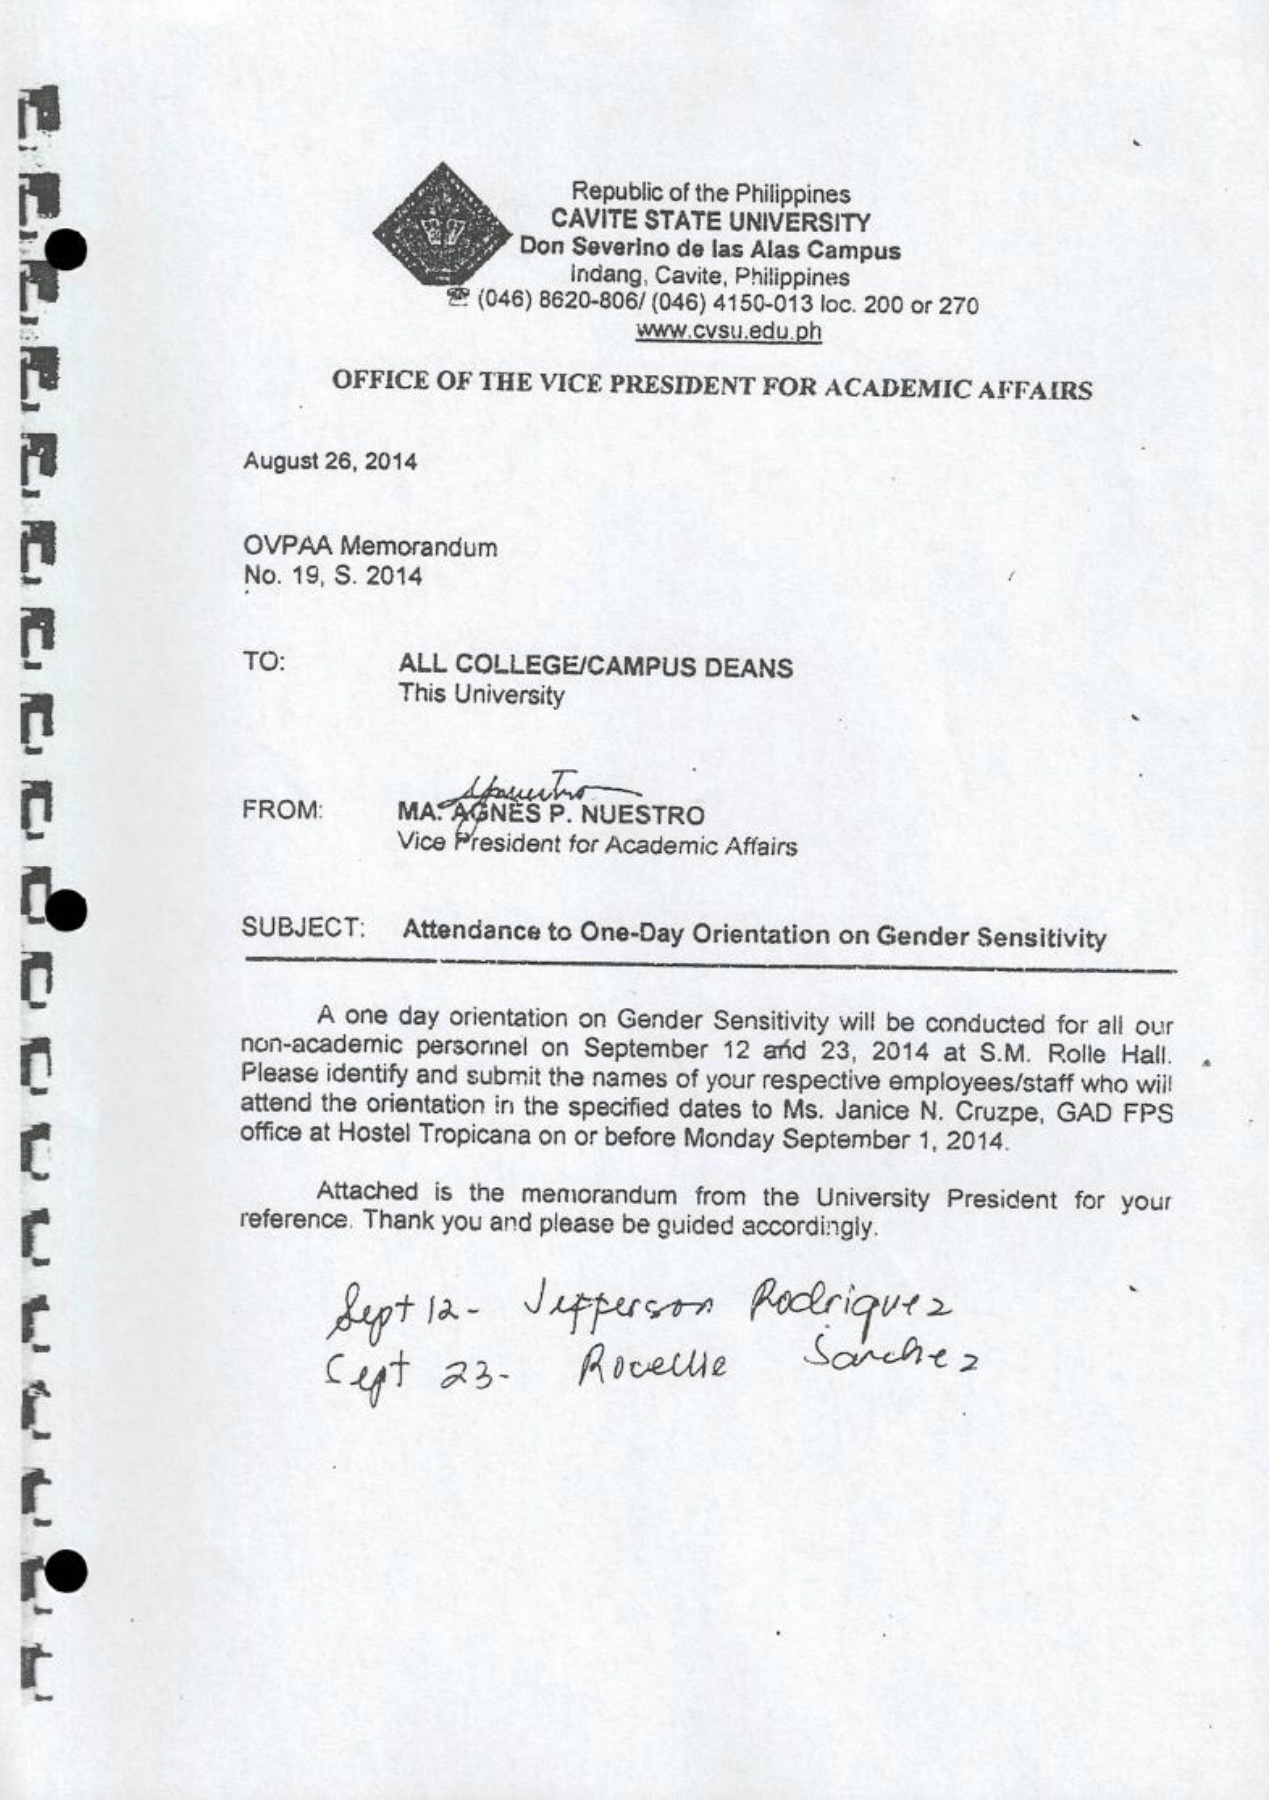 Republic of the Philippines
CAVITE STATE UNIVERSITY
Don Severino de las Alas Campus
Indang, Cavite, Philippines
☎ (046) 8620-806/ (046) 4150-013 loc. 200 or 270
www.cvsu.edu.ph
OFFICE OF THE VICE PRESIDENT FOR ACADEMIC AFFAIRS
August 26, 2014
OVPAA Memorandum
No. 19, S. 2014
TO: ALL COLLEGE/CAMPUS DEANS
This University
FROM: MA. AGNES P. NUESTRO
Vice President for Academic Affairs
SUBJECT: Attendance to One-Day Orientation on Gender Sensitivity
A one day orientation on Gender Sensitivity will be conducted for all our
non-academic personnel on September 12 and 23, 2014 at S.M. Rolle Hall.
Please identify and submit the names of your respective employees/staff who will
attend the orientation in the specified dates to Ms. Janice N. Cruzpe, GAD FPS
office at Hostel Tropicana on or before Monday September 1, 2014.
Attached is the memorandum from the University President for your
reference. Thank you and please be guided accordingly.
Sept 12- Jefferson Rodriguez
Sept 23- Rocellie Sanchez